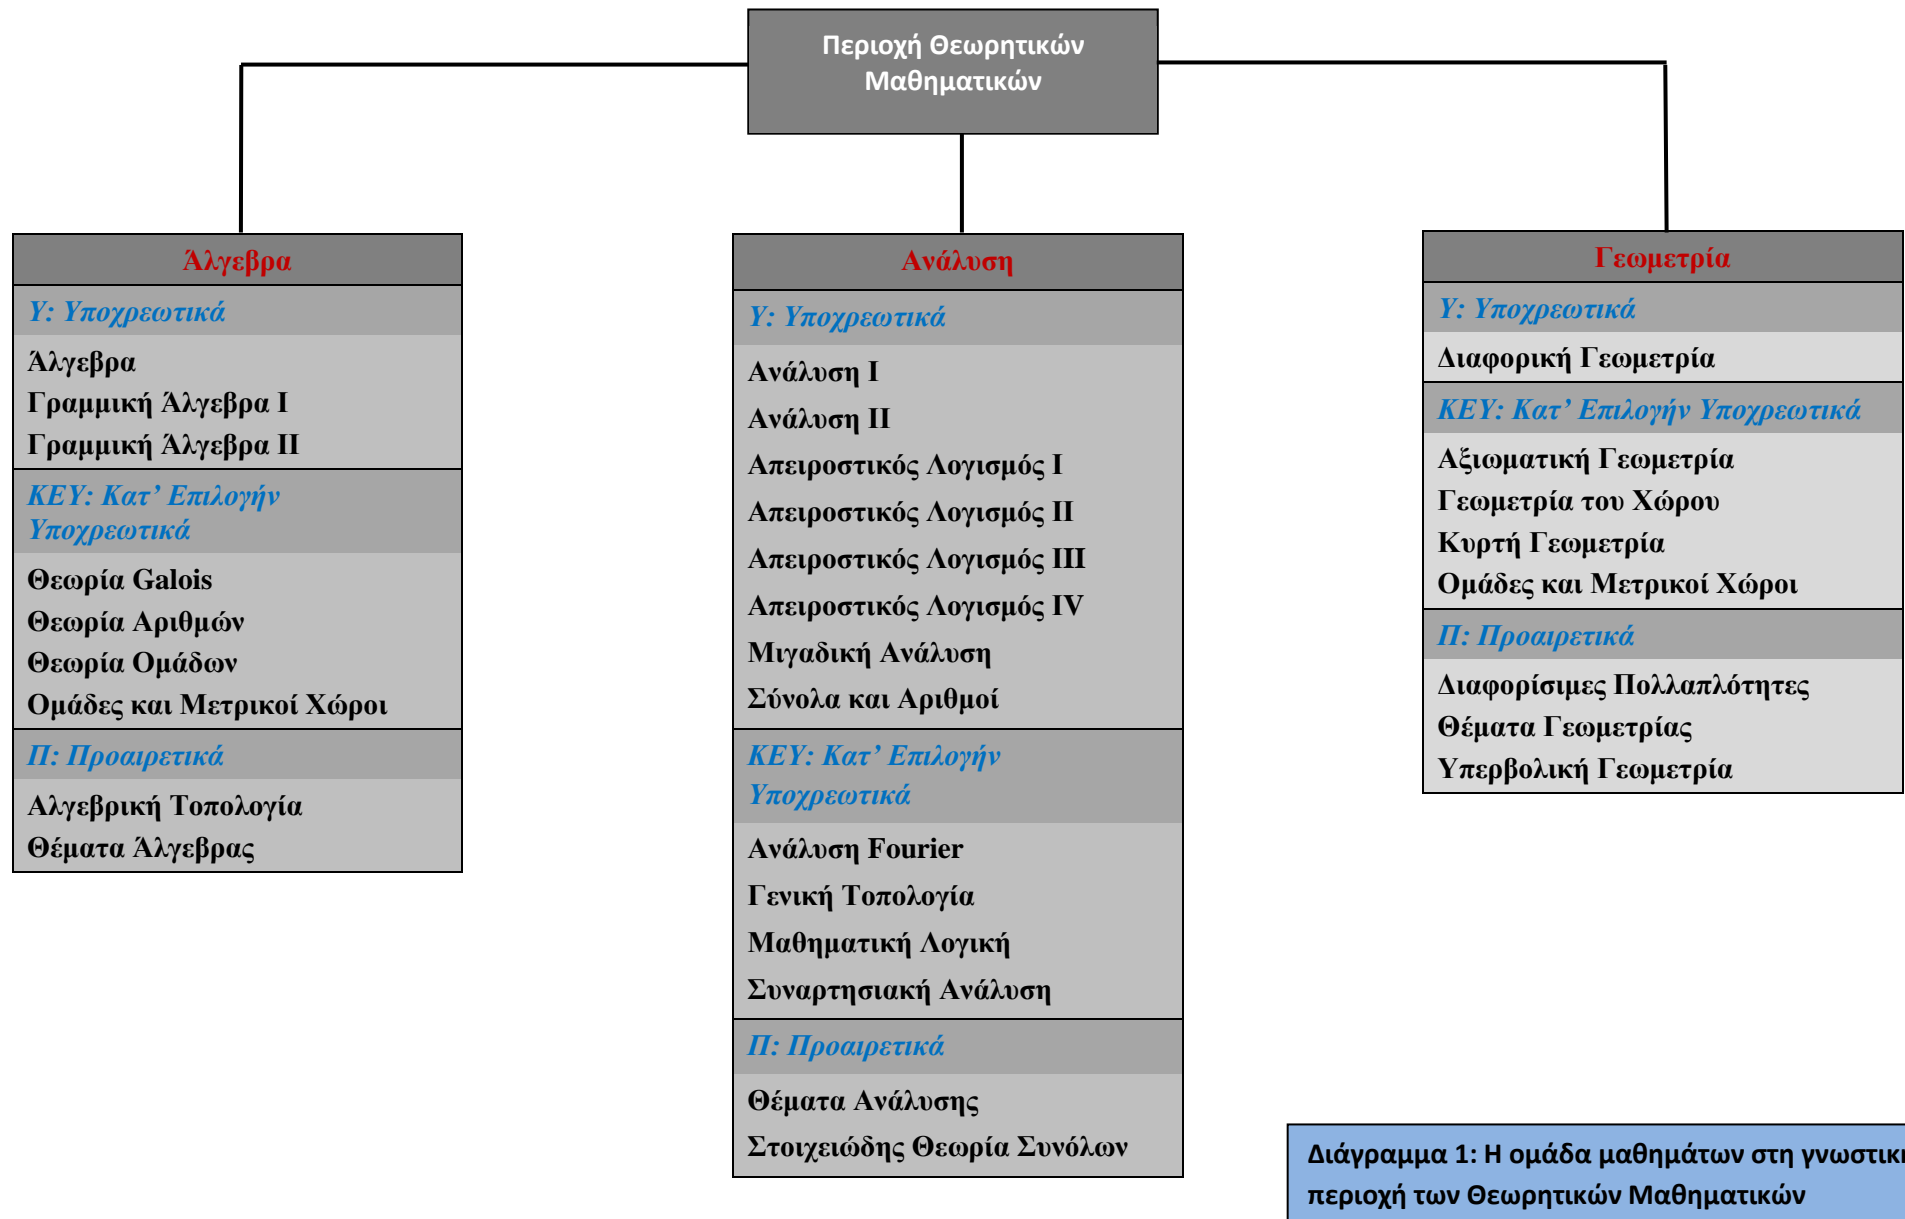 Περιοχή Θεωρητικών
Μαθηματικών
Άλγεβρα
Υ: Υποχρεωτικά
Άλγεβρα
Γραμμική Άλγεβρα Ι
Γραμμική Άλγεβρα ΙΙ
ΚΕΥ: Κατ’ Επιλογήν
Υποχρεωτικά
Θεωρία Galois
Θεωρία Αριθμών
Θεωρία Ομάδων
Ομάδες και Μετρικοί Χώροι
Π: Προαιρετικά
Αλγεβρική Τοπολογία
Θέματα Άλγεβρας
Ανάλυση
Υ: Υποχρεωτικά
Ανάλυση Ι
Ανάλυση ΙΙ
Απειροστικός Λογισμός Ι
Απειροστικός Λογισμός ΙΙ
Απειροστικός Λογισμός ΙΙΙ
Απειροστικός Λογισμός IV
Μιγαδική Ανάλυση
Σύνολα και Αριθμοί
ΚΕΥ: Κατ’ Επιλογήν
Υποχρεωτικά
Ανάλυση Fourier
Γενική Τοπολογία
Μαθηματική Λογική
Συναρτησιακή Ανάλυση
Π: Προαιρετικά
Θέματα Ανάλυσης
Στοιχειώδης Θεωρία Συνόλων
Γεωμετρία
Υ: Υποχρεωτικά
Διαφορική Γεωμετρία
ΚΕΥ: Κατ’ Επιλογήν Υποχρεωτικά
Αξιωματική Γεωμετρία
Γεωμετρία του Χώρου
Κυρτή Γεωμετρία
Ομάδες και Μετρικοί Χώροι
Π: Προαιρετικά
Διαφορίσιμες Πολλαπλότητες
Θέματα Γεωμετρίας
Υπερβολική Γεωμετρία
Διάγραμμα 1: Η ομάδα μαθημάτων στη γνωστική
περιοχή των Θεωρητικών Μαθηματικών